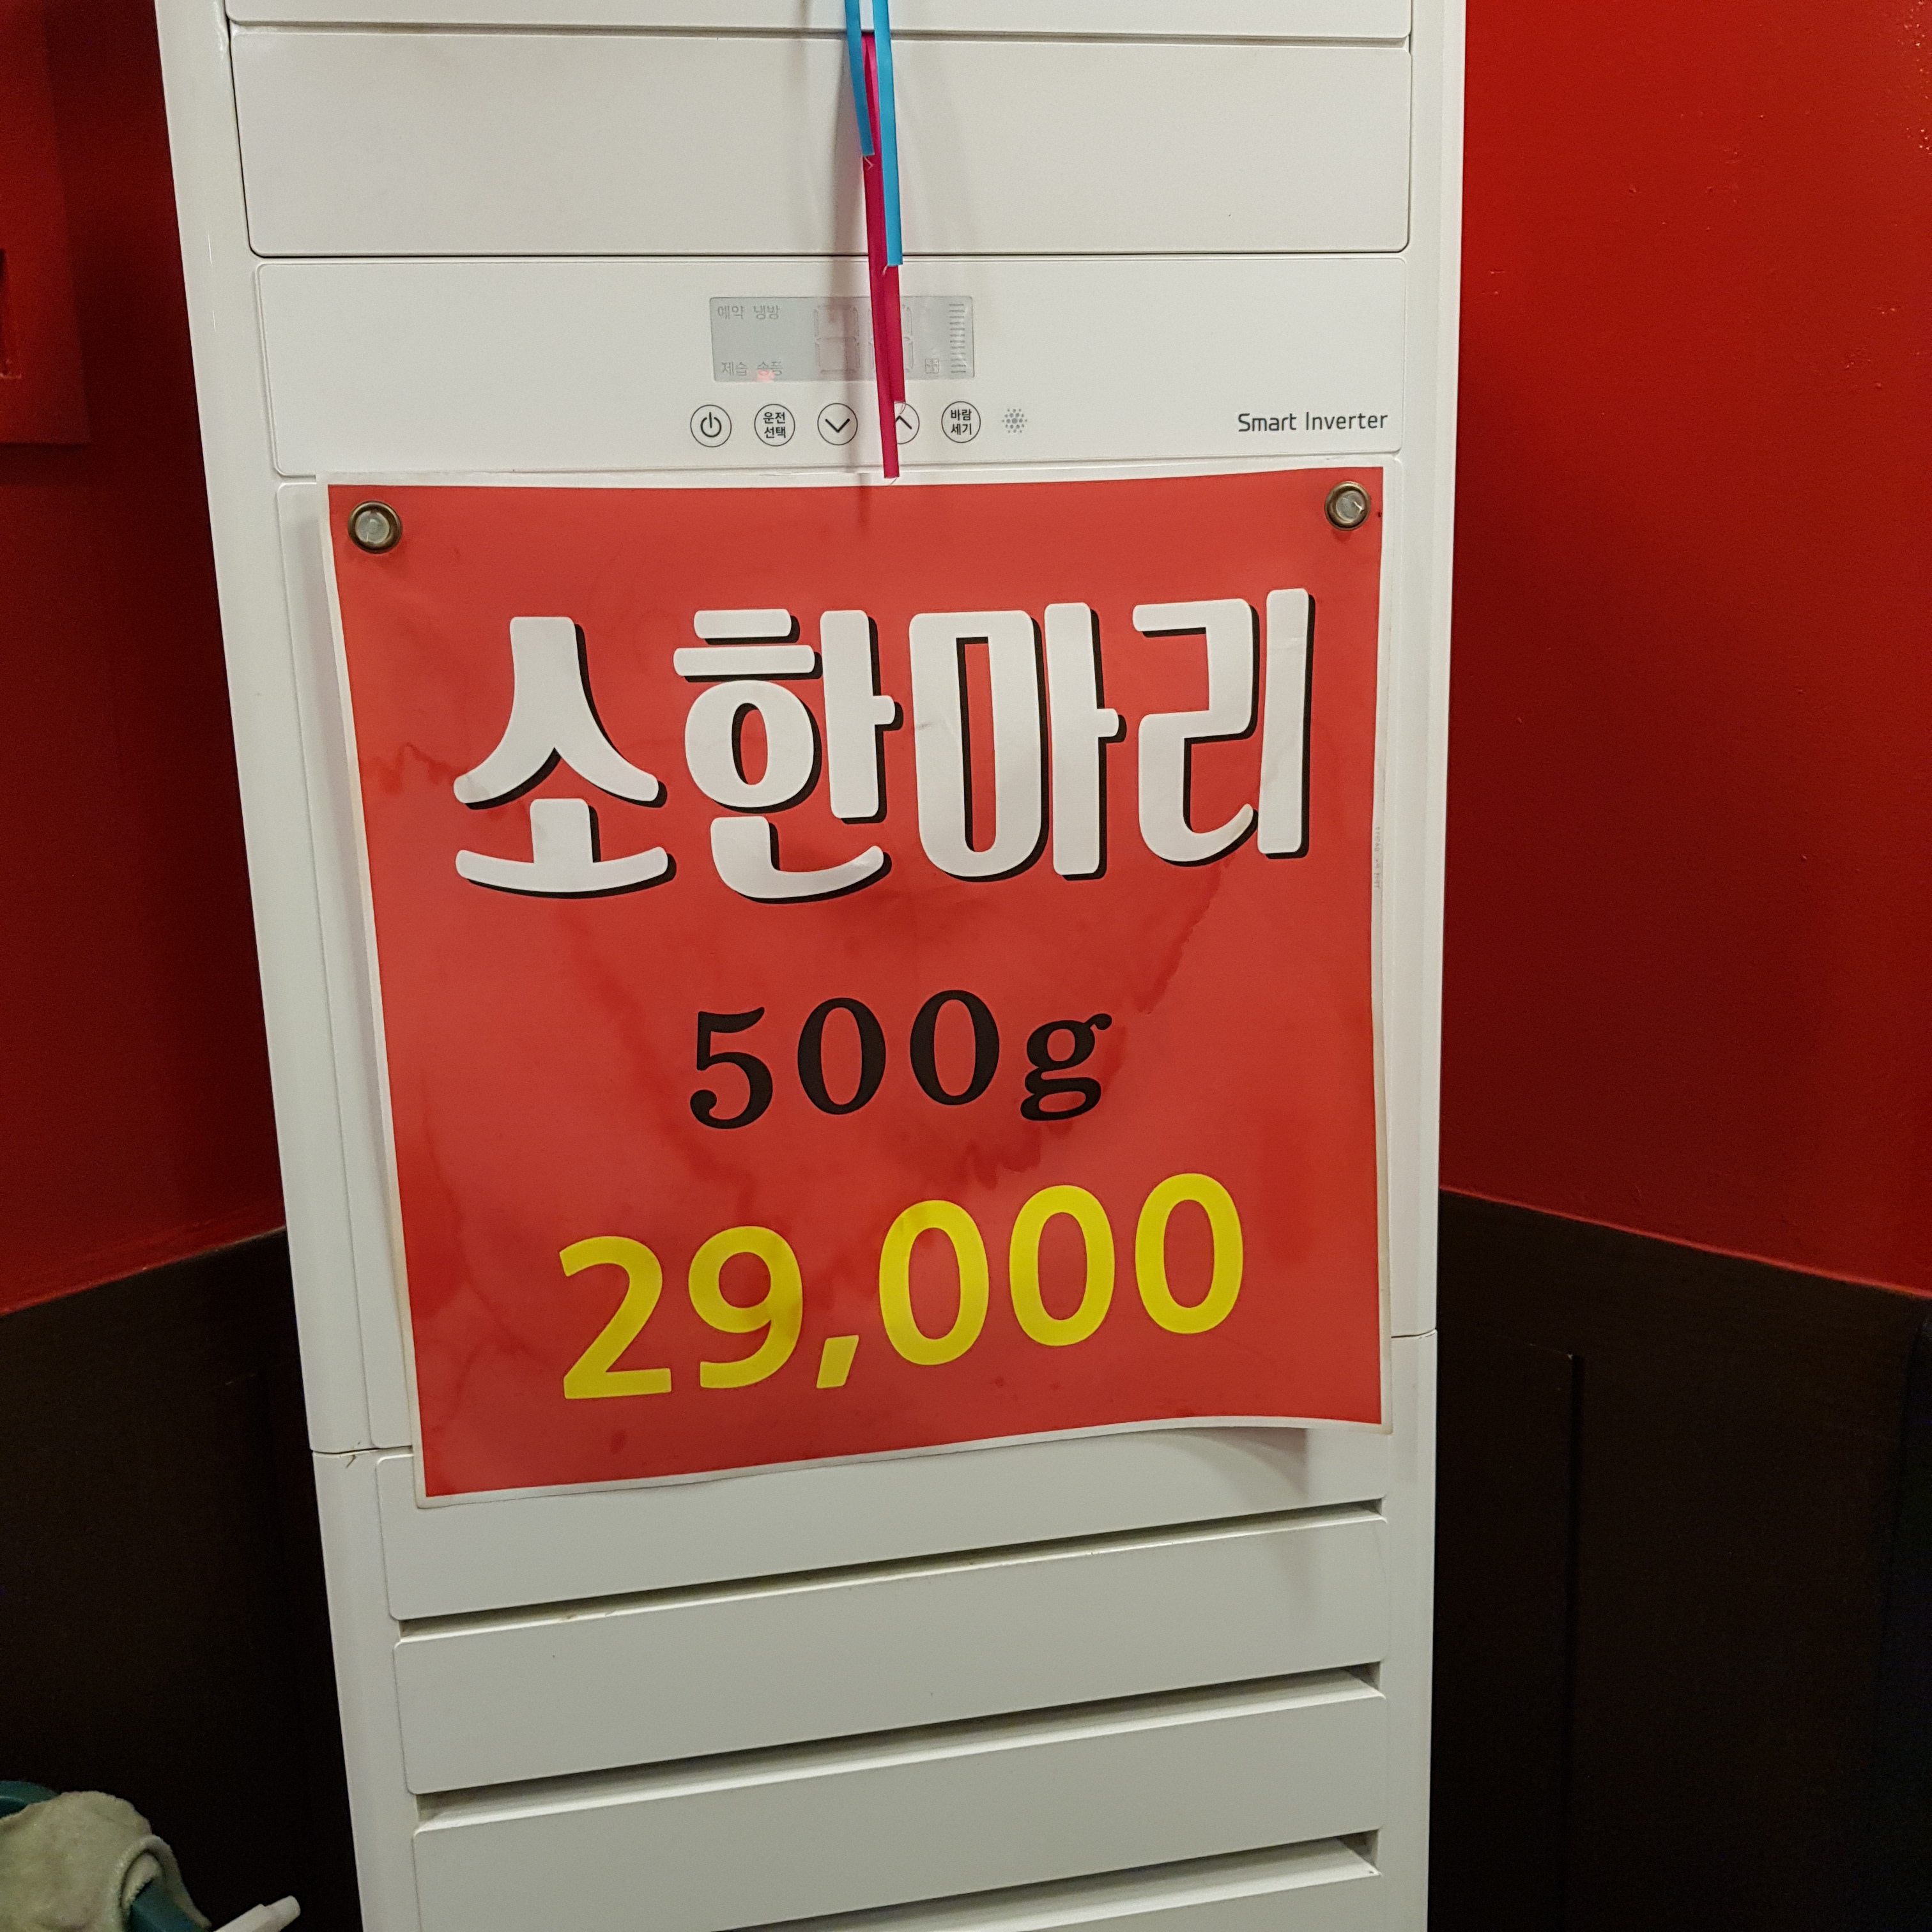 예약 냉방
제습 송풍
운전
선택
바람
세기
Smart Inverter
소한마리
500g
29,000